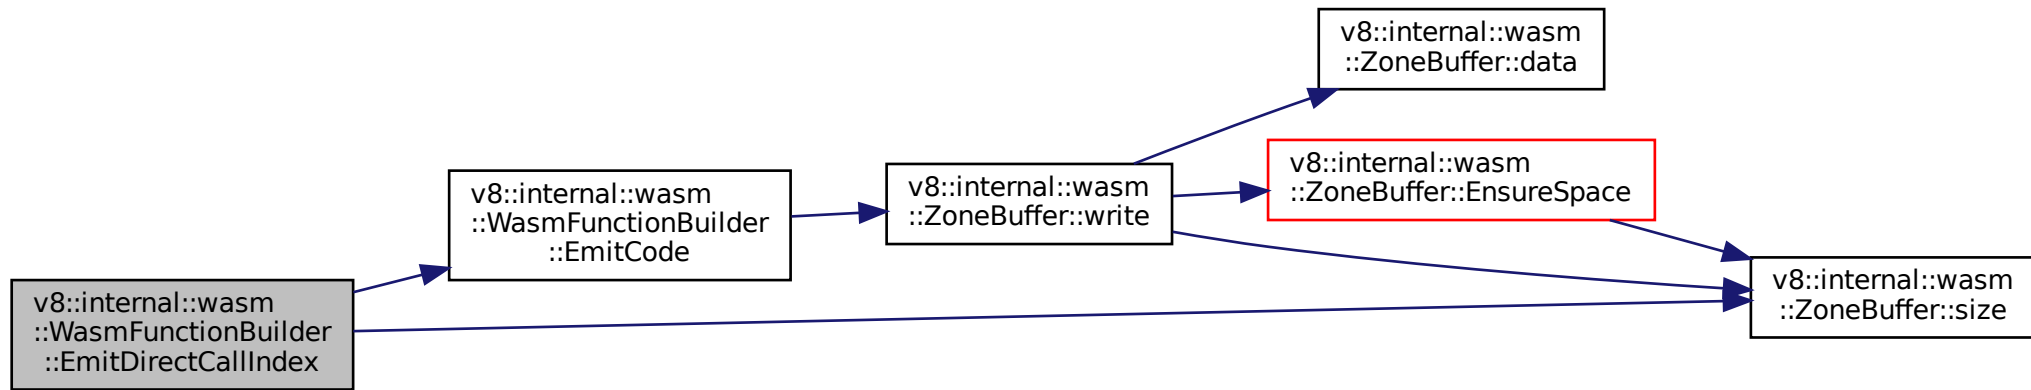 v8::internal::wasm
::ZoneBuffer::data
v8::internal::wasm
::ZoneBuffer::EnsureSpace
v8::internal::wasm
::ZoneBuffer::write
v8::internal::wasm
::WasmFunctionBuilder
::EmitCode
v8::internal::wasm
::ZoneBuffer::size
v8::internal::wasm
::WasmFunctionBuilder
::EmitDirectCallIndex